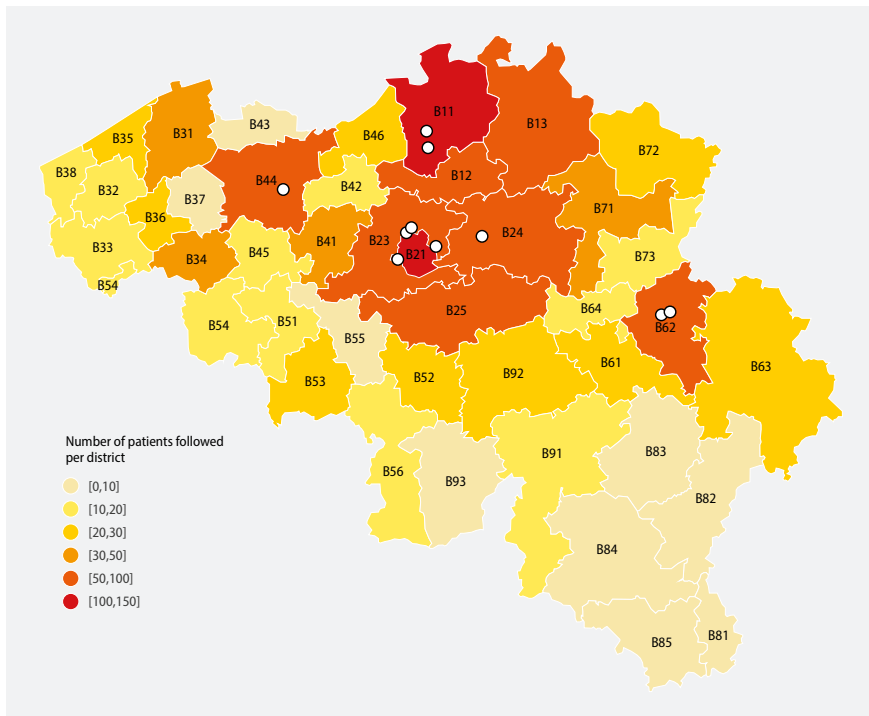 B11
B13
B43
B31
B35
B46
B72
B38
B12
B44
B42
B32
B37
B71
B36
B24
B23
B41
B33
B45
B21
B34
B73
B54
B64
B25
B51
B54
B62
B55
B61
B63
B92
B52
B53
B91
B83
B56
B93
B82
B84
B81
B85
Number of patients followed
per district
[0,10]
[10,20]
[20,30]
[30,50]
[50,100]
[100,150]